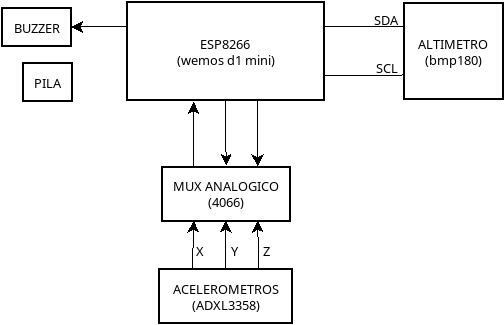 BUZZER
ESP8266
(wemos d1 mini)
SDA
SCL
ALTIMETRO
(bmp180)
PILA
MUX ANALOGICO
(4066)
X Y Z
ACELEROMETROS
(ADXL3358)